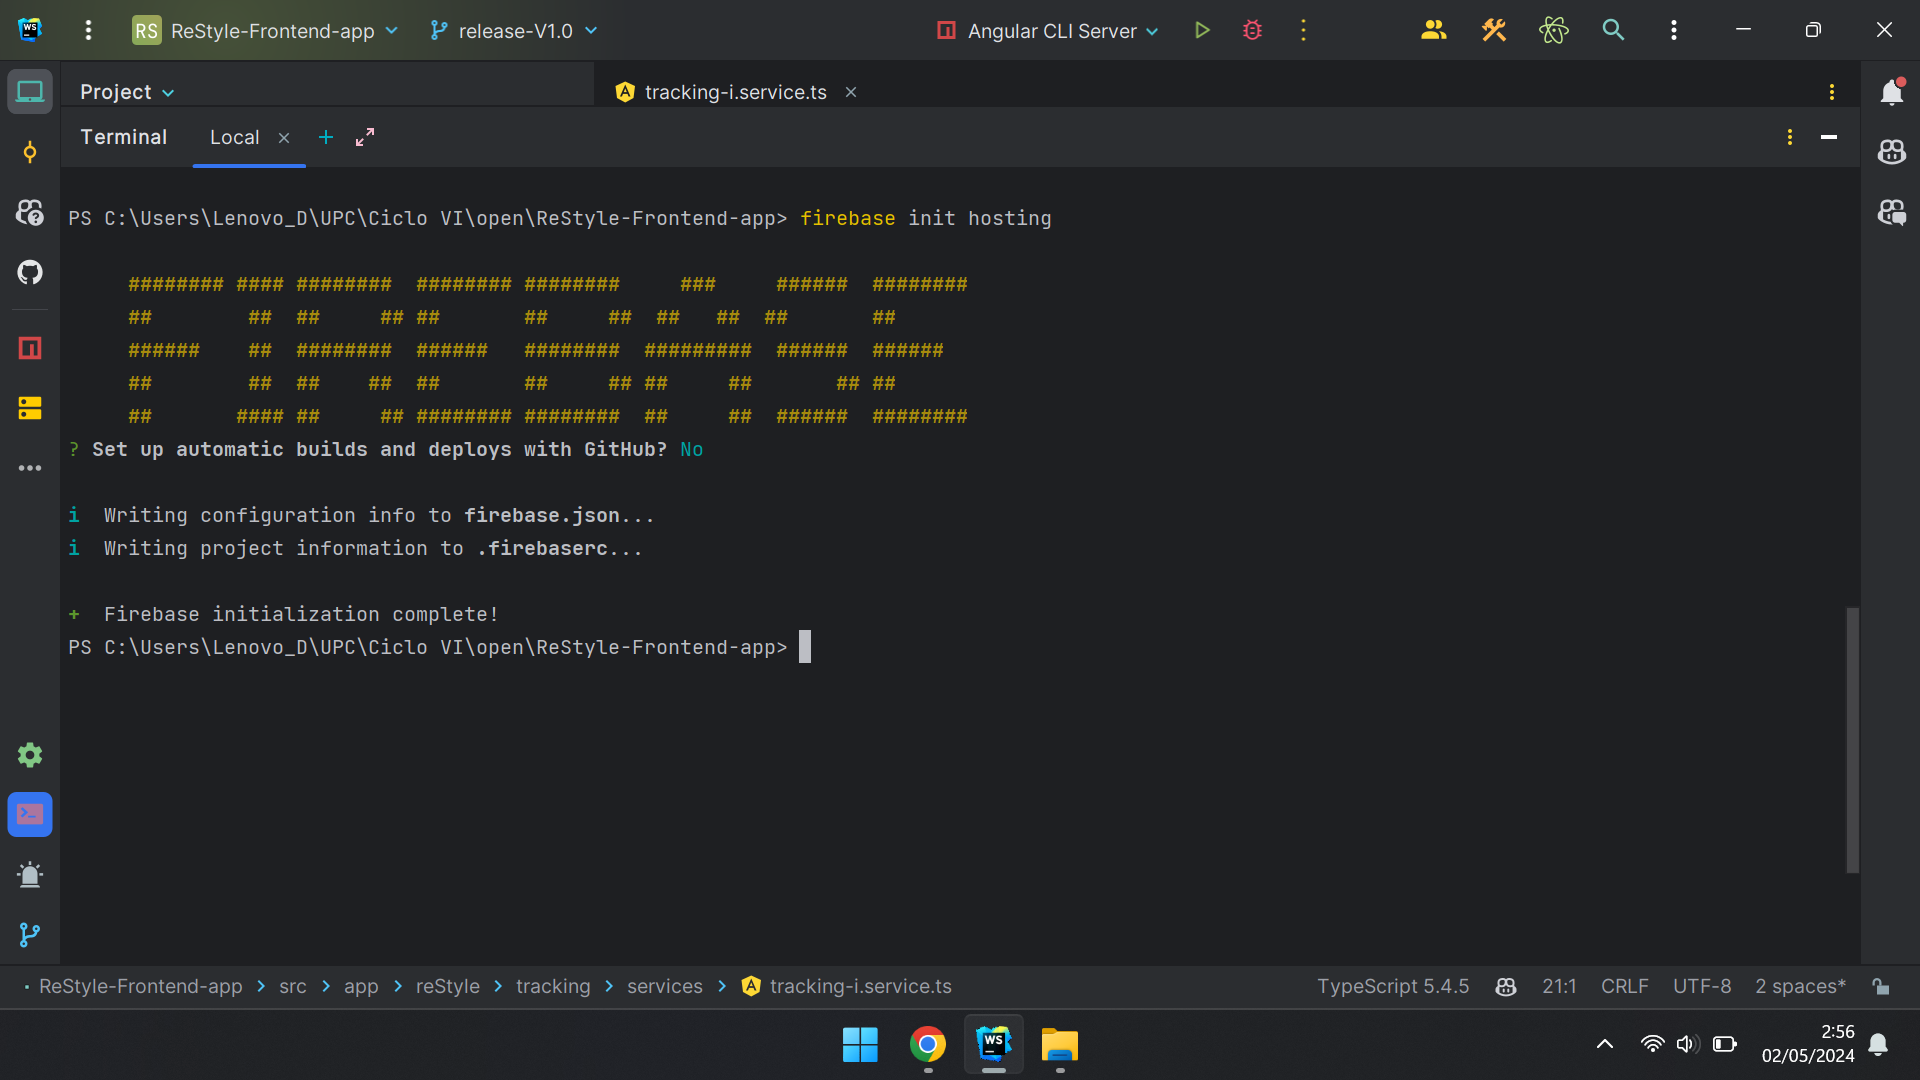 WS RS ReStyle-Frontend-app release-V1.0 Angular CLI Server
Project tracking-i.service.ts
Terminal Local
PS C:\Users\Lenovo_D\UPC\Ciclo VI\open\ReStyle-Frontend-app> firebase init hosting
######## #### ########  ######## ########     ###     ######  ########
##        ##  ##     ## ##       ##     ##  ##   ##  ##       ##
######    ##  ########  ######   ########  #########  ######  ######
##        ##  ##    ##  ##       ##     ## ##     ##       ## ##
##       #### ##     ## ######## ########  ##     ##  ######  ########
? Set up automatic builds and deploys with GitHub? No
i  Writing configuration info to firebase.json...
i  Writing project information to .firebaserc...
+  Firebase initialization complete!
PS C:\Users\Lenovo_D\UPC\Ciclo VI\open\ReStyle-Frontend-app>
ReStyle-Frontend-app > src > app > reStyle > tracking > services > tracking-i.service.ts TypeScript 5.4.5 21:1 CRLF UTF-8 2 spaces*
WS
2:56
02/05/2024